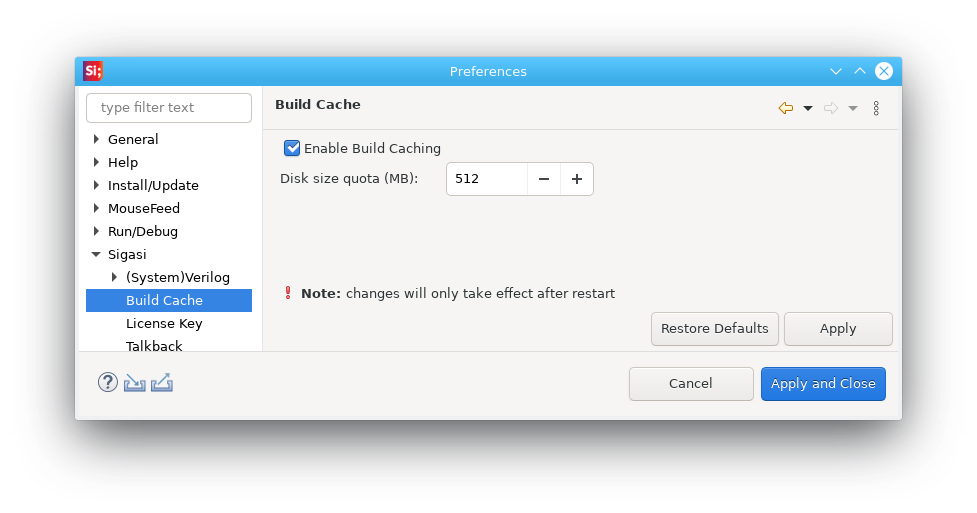 Si;
Preferences
type filter text
General
Help
Install/Update
MouseFeed
Run/Debug
Sigasi
(System)Verilog
Build Cache
License Key
Talkback
Build Cache
Enable Build Caching
Disk size quota (MB): 512 − +
Note: changes will only take effect after restart
Restore Defaults Apply
? Cancel Apply and Close